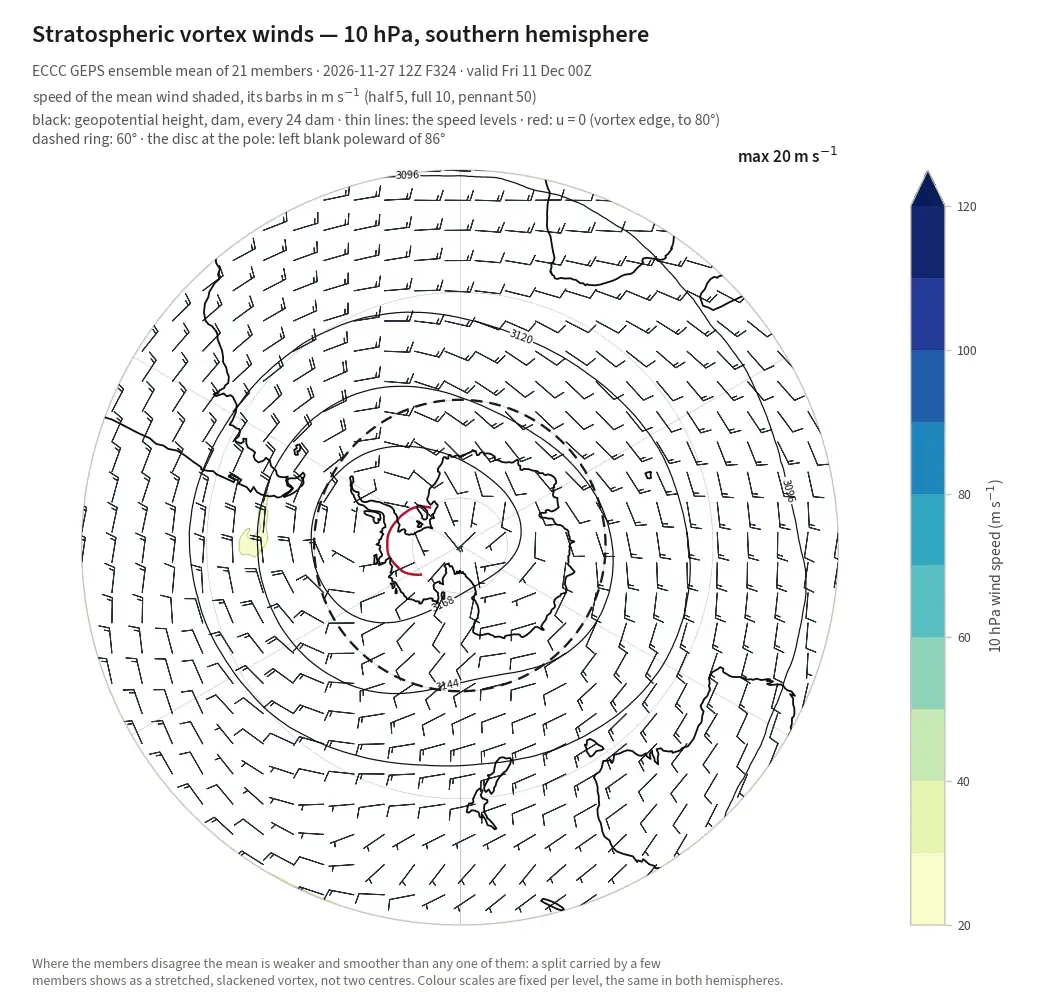 Stratospheric vortex winds — 10 hPa, southern hemisphere
ECCC GEPS ensemble mean of 21 members · 2026-11-27 12Z F324 · valid Fri 11 Dec 00Z
speed of the mean wind shaded, its barbs in m s⁻¹ (half 5, full 10, pennant 50)
black: geopotential height, dam, every 24 dam · thin lines: the speed levels · red: u = 0 (vortex edge, to 80°)
dashed ring: 60° · the disc at the pole: left blank poleward of 86°
max 20 m s⁻¹
3096
3120
3096
3168
3144
120
100
80
60
40
20
10 hPa wind speed (m s⁻¹)
Where the members disagree the mean is weaker and smoother than any one of them: a split carried by a few
members shows as a stretched, slackened vortex, not two centres. Colour scales are fixed per level, the same in both hemispheres.